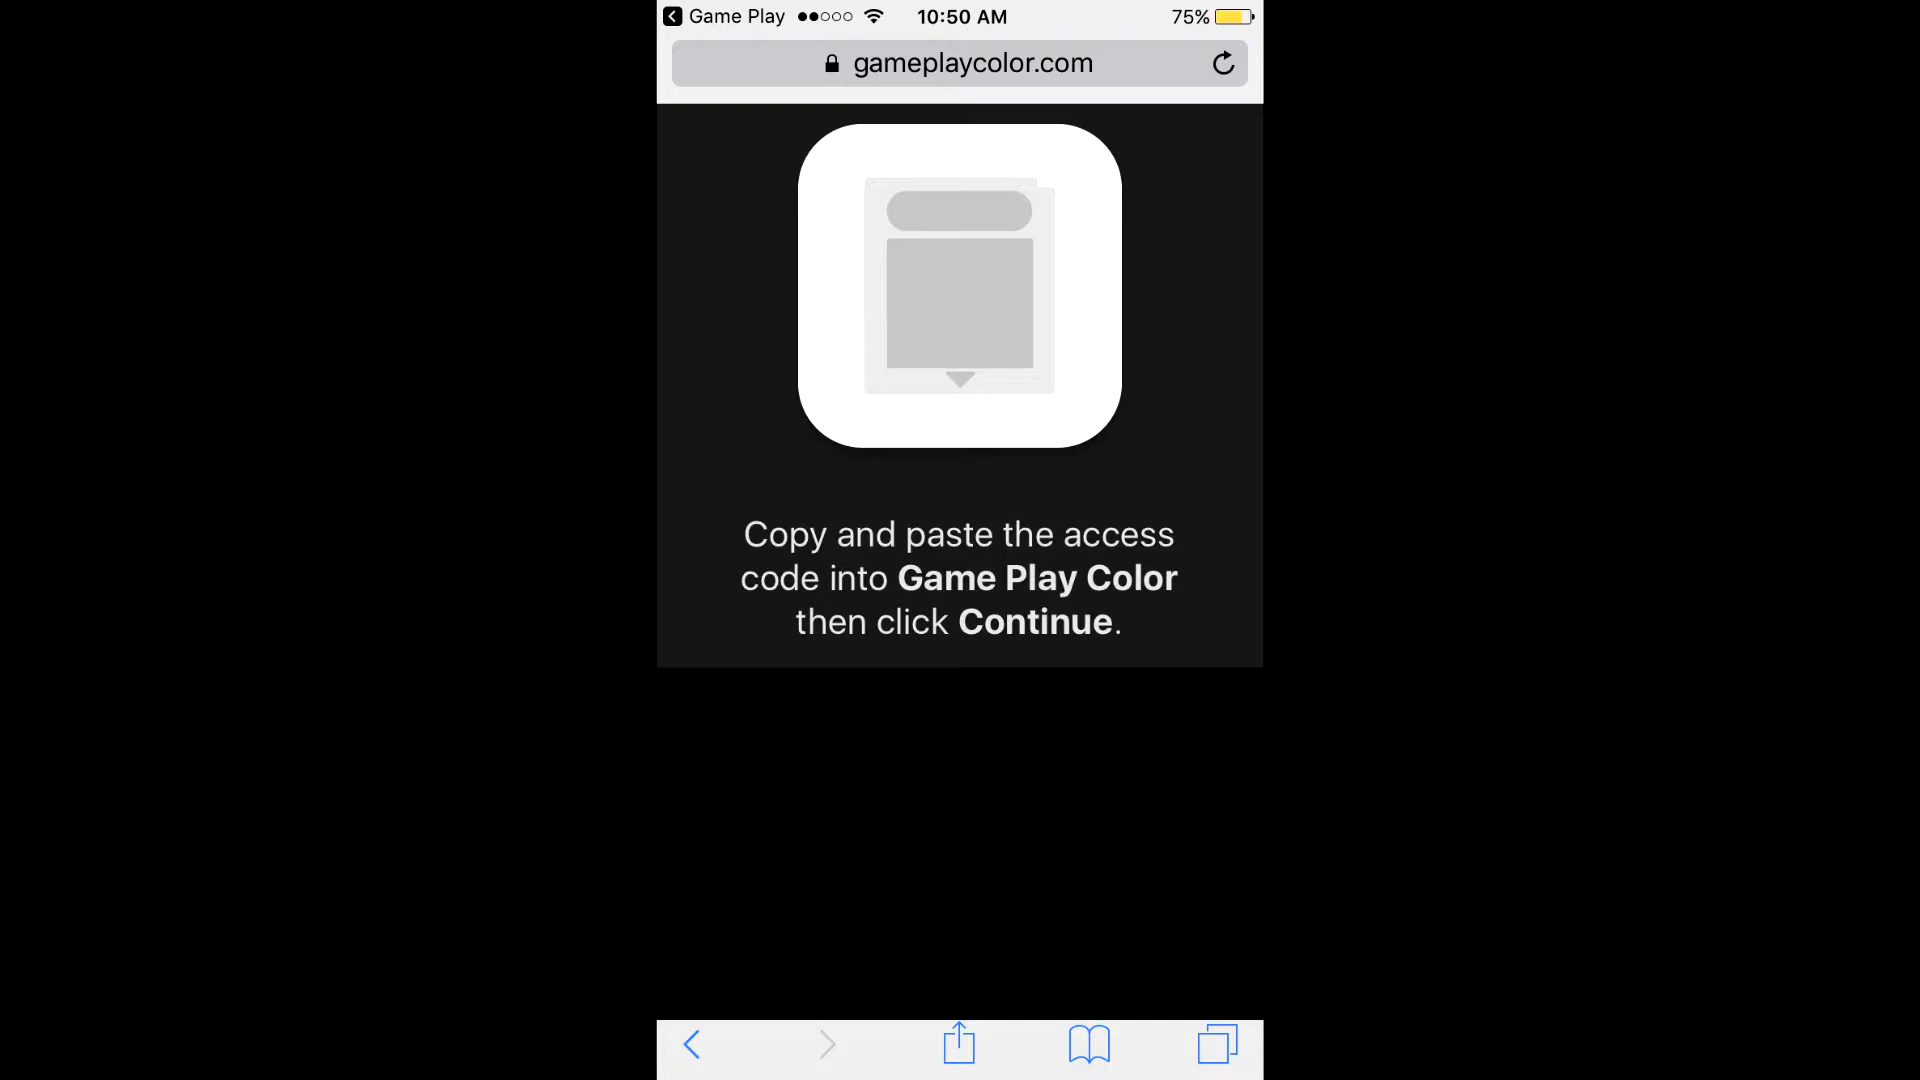 Game Play 10:50 AM 75%
gameplaycolor.com
Copy and paste the access
code into Game Play Color
then click Continue.